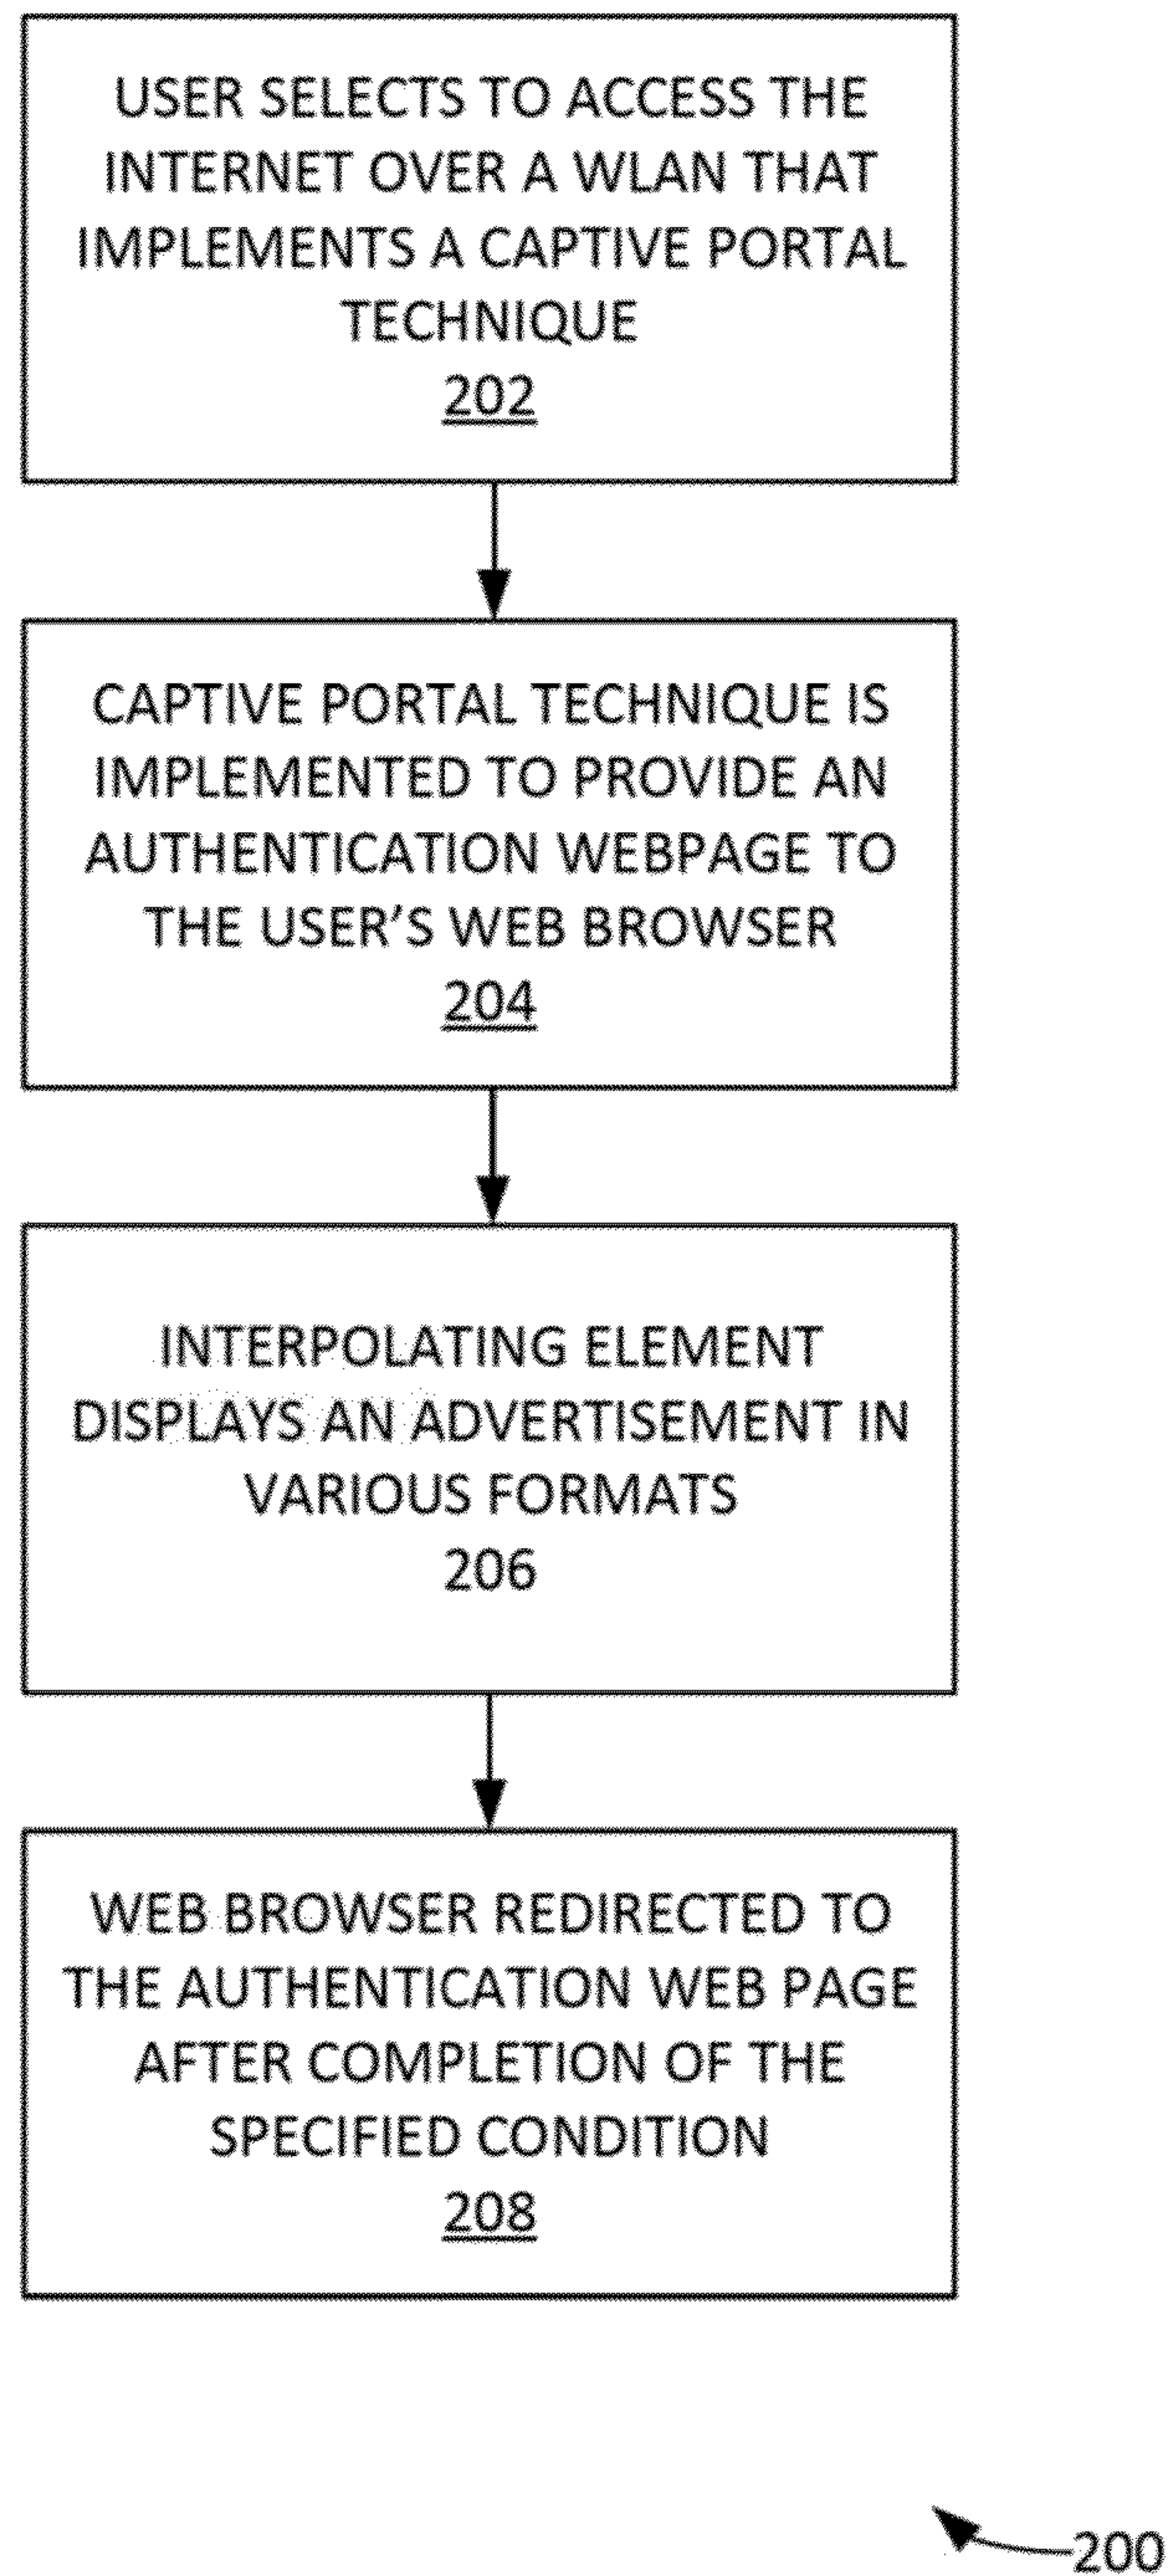 USER SELECTS TO ACCESS THE
INTERNET OVER A WLAN THAT
IMPLEMENTS A CAPTIVE PORTAL
TECHNIQUE
202
CAPTIVE PORTAL TECHNIQUE IS
IMPLEMENTED TO PROVIDE AN
AUTHENTICATION WEBPAGE TO
THE USER’S WEB BROWSER
204
INTERPOLATING ELEMENT
DISPLAYS AN ADVERTISEMENT IN
VARIOUS FORMATS
206
WEB BROWSER REDIRECTED TO
THE AUTHENTICATION WEB PAGE
AFTER COMPLETION OF THE
SPECIFIED CONDITION
208
200